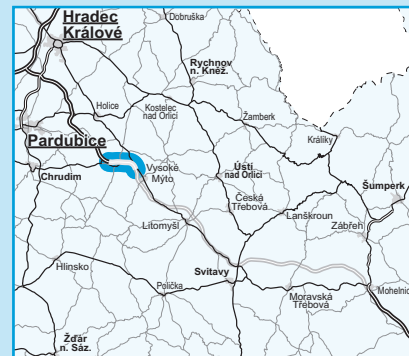 Hradec
Králové
Dobruška
Rychnov
n. Kněž.
Holice
Kostelec
nad Orlicí
Žamberk
Pardubice
Králíky
Chrudim
Vysoké
Mýto
Ústí
nad Orlicí
Šumperk
Česká
Třebová
Lanškroun
Litomyšl
Zábřeh
Hlinsko
Svitavy
Polička
Moravská
Třebová
Mohelnic
Žďár
n. Sáz.